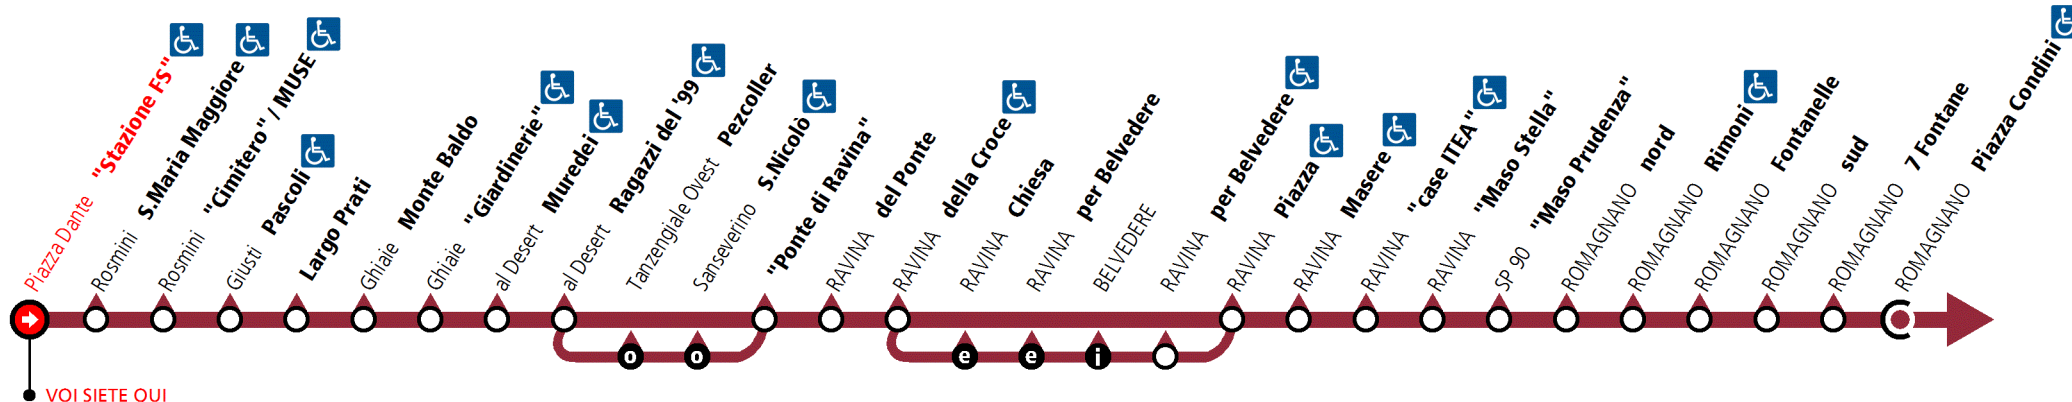 Piazza Dante "Stazione FS"
Rosmini S.Maria Maggiore
Rosmini "Cimitero" / MUSE
Giusti Pascoli
Largo Prati
Ghiaie Monte Baldo
Ghiaie "Giardinerie"
al Desert Muredei
al Desert Ragazzi del '99
Tanzengiale Ovest Pezcoller
Sanseverino S.Nicolò
"Ponte di Ravina"
RAVINA del Ponte
RAVINA della Croce
RAVINA Chiesa
RAVINA per Belvedere
BELVEDERE
RAVINA per Belvedere
RAVINA Piazza
RAVINA Masere
RAVINA "case ITEA"
RAVINA "Maso Stella"
SP 90 "Maso Prudenza"
ROMAGNANO nord
ROMAGNANO Rimoni
ROMAGNANO Fontanelle
ROMAGNANO sud
ROMAGNANO 7 Fontane
ROMAGNANO Piazza Condini
o o e e i
VOI SIETE OUI